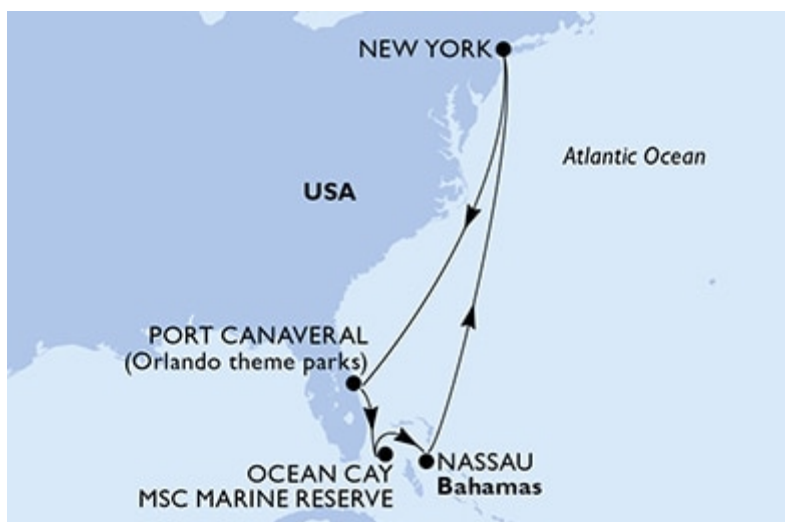 NEW YORK
Atlantic Ocean
USA
PORT CANAVERAL
(Orlando theme parks)
OCEAN CAY
MSC MARINE RESERVE
NASSAU
Bahamas